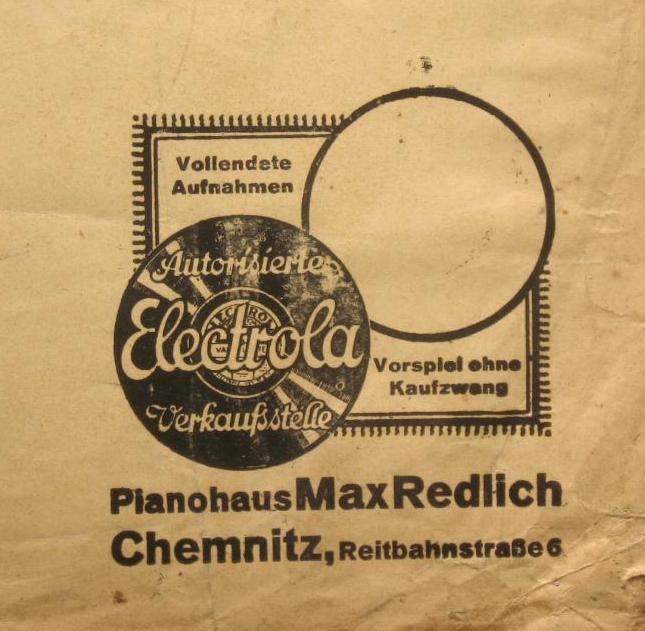 Vollendete
Aufnahmen
Autorisierte
Electrola
Verkaufsstelle
Vorspiel ohne
Kaufzwang
Pianohaus Max Redlich
Chemnitz, Reitbahnstraße 6